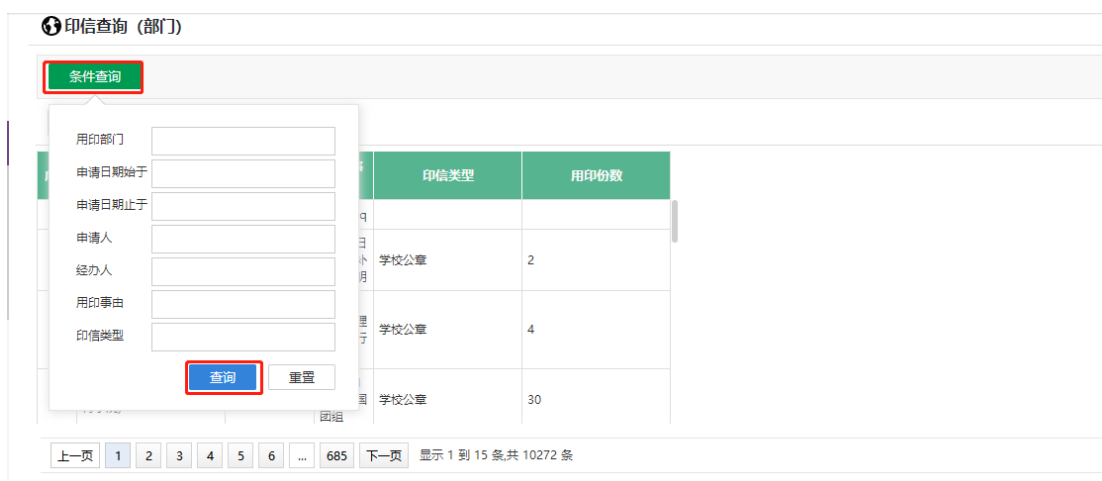 印信查询（部门）
条件查询
用印部门
申请日期始于
申请日期止于
申请人
经办人
用印事由
印信类型
查询 重置
印信类型 用印份数
q
学校公章 2
学校公章 4
学校公章 30
团组
上一页 1 2 3 4 5 6 ... 685 下一页 显示 1 到 15 条,共 10272 条